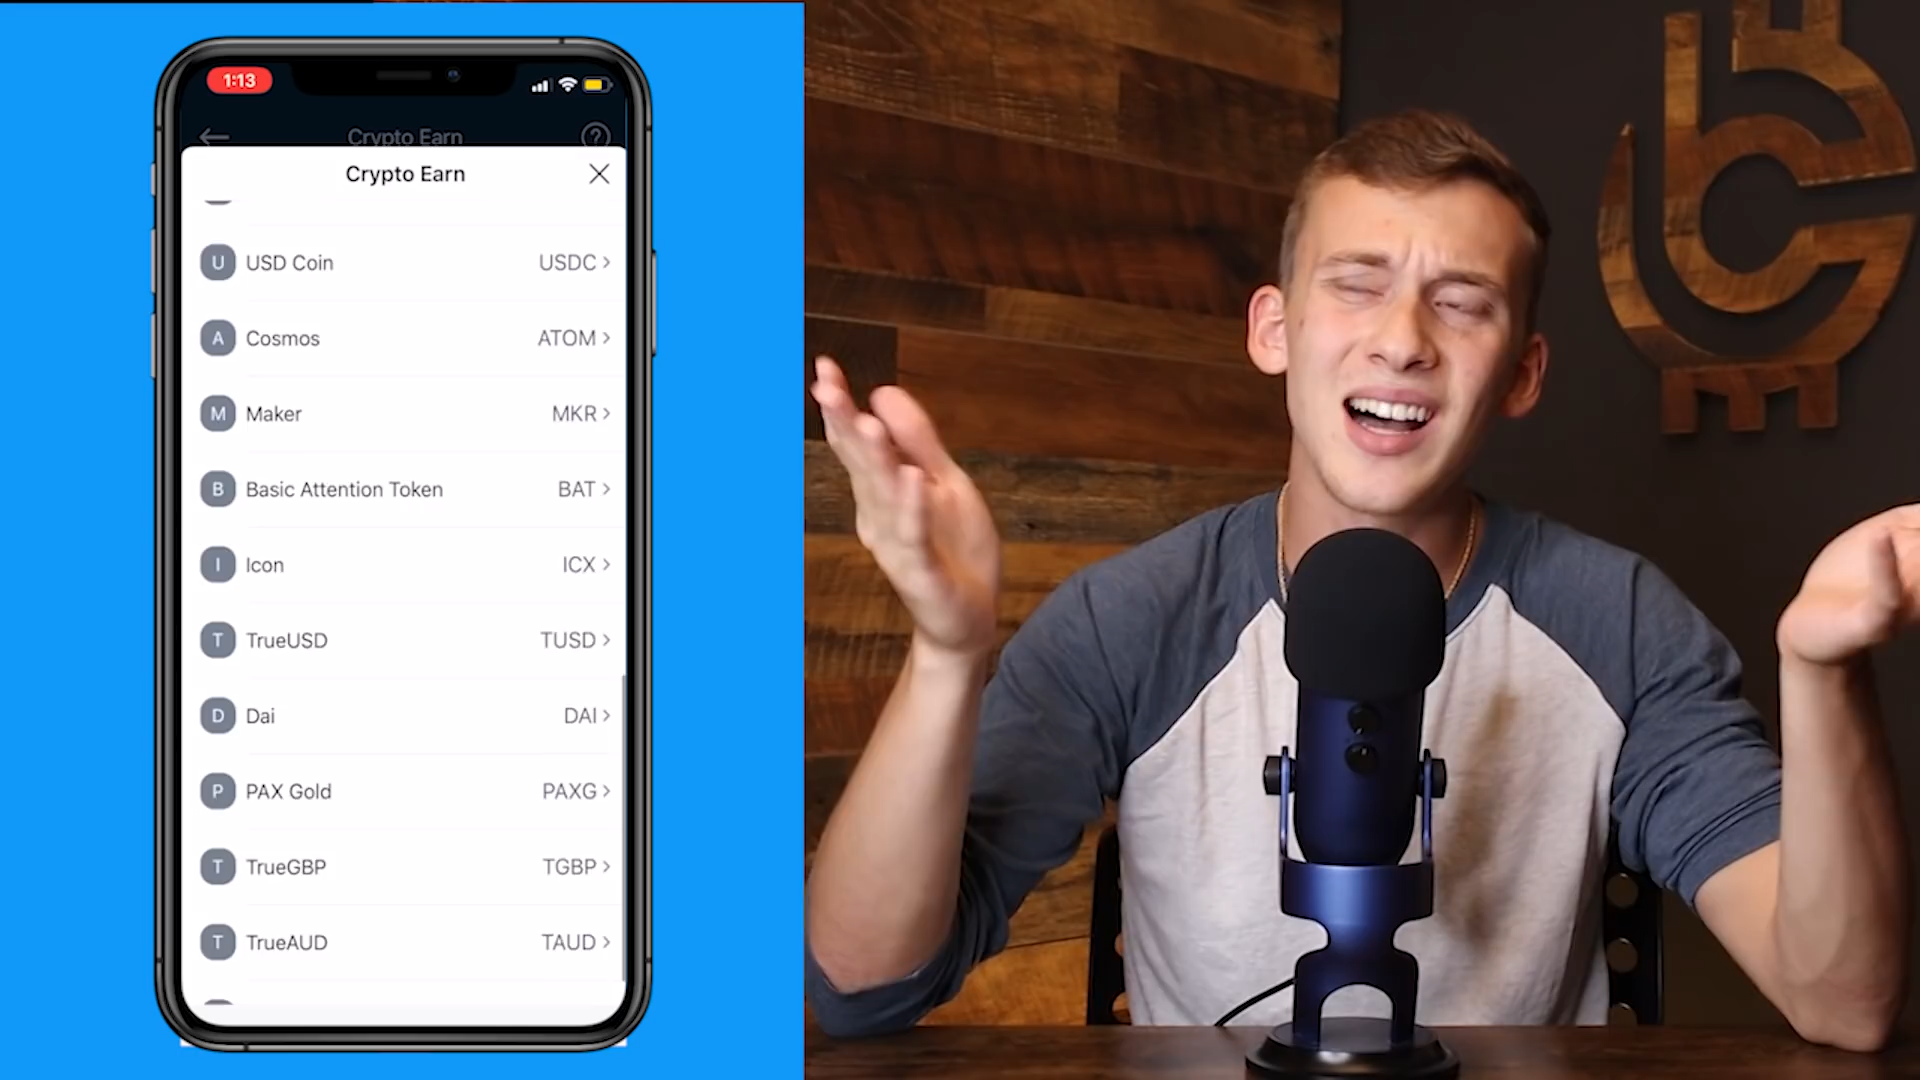 1:13
Crypto Earn
Crypto Earn
U USD Coin USDC
A Cosmos ATOM
M Maker MKR
B Basic Attention Token BAT
I Icon ICX
T TrueUSD TUSD
D Dai DAI
P PAX Gold PAXG
T TrueGBP TGBP
T TrueAUD TAUD